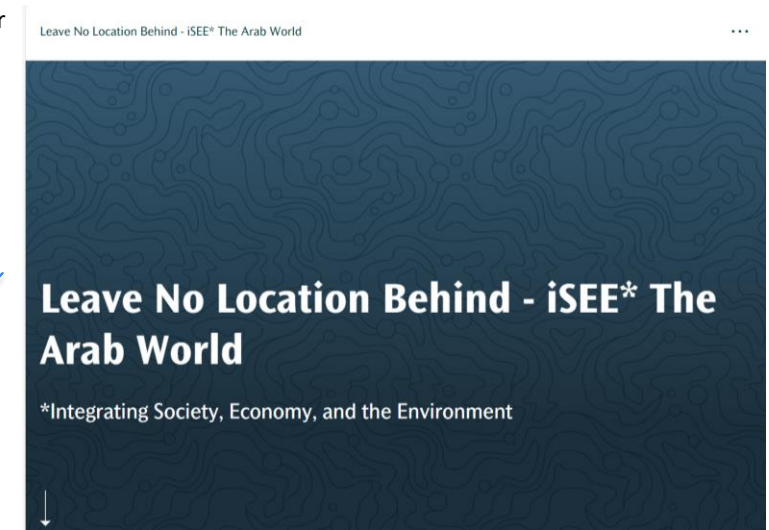 r
Leave No Location Behind - iSEE* The Arab World
...
Leave No Location Behind - iSEE* The
Arab World
*Integrating Society, Economy, and the Environment